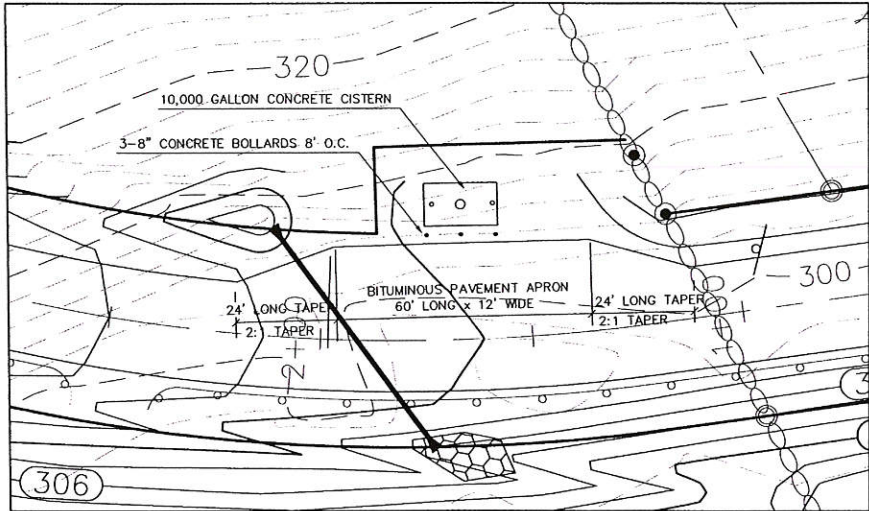 320
10,000 GALLON CONCRETE CISTERN
3-8" CONCRETE BOLLARDS 8' O.C.
300
BITUMINOUS PAVEMENT APRON
60' LONG x 12' WIDE
24' LONG TAPER
2:1 TAPER
24' LONG TAPER
2:1 TAPER
306